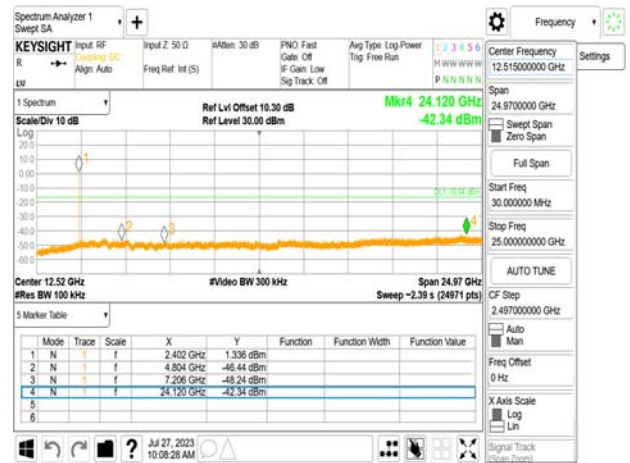 Spectrum Analyzer 1
Swept SA
Frequency
KEYSIGHT
R
LVI
Input: RF
Coupling: DC
Align: Auto
Input Z: 50 Ω
Freq Ref: Int (S)
#Atten: 30 dB
PNO: Fast
Gate: Off
IF Gain: Low
Sig Track: Off
Avg Type: Log-Power
Trig: Free Run
1 2 3 4 5 6
M W W W W W
P N N N N N
Center Frequency
12.515000000 GHz
Settings
Span
24.9700000 GHz
Swept Span
Zero Span
Full Span
Start Freq
30.000000 MHz
Stop Freq
25.000000000 GHz
AUTO TUNE
CF Step
2.497000000 GHz
Auto
Man
Freq Offset
0 Hz
X Axis Scale
Log
Lin
Signal Track
(Span Zoom)
1 Spectrum
Scale/Div 10 dB
Ref Lvl Offset 10.30 dB
Ref Level 30.00 dBm
Mkr4 24.120 GHz
-42.34 dBm
Log
20.0
10.0
0.00
-10.0
-20.0
-30.0
-40.0
-50.0
-60.0
1
2
3
4
Center 12.52 GHz
#Res BW 100 kHz
#Video BW 300 kHz
Span 24.97 GHz
Sweep ~2.39 s (24971 pts)
5 Marker Table
Mode Trace Scale X Y Function Function Width Function Value
1 N 1 f 2.402 GHz 1.336 dBm
2 N 1 f 4.804 GHz -46.44 dBm
3 N 1 f 7.206 GHz -48.24 dBm
4 N 1 f 24.120 GHz -42.34 dBm
5
6
Jul 27, 2023
10:08:28 AM